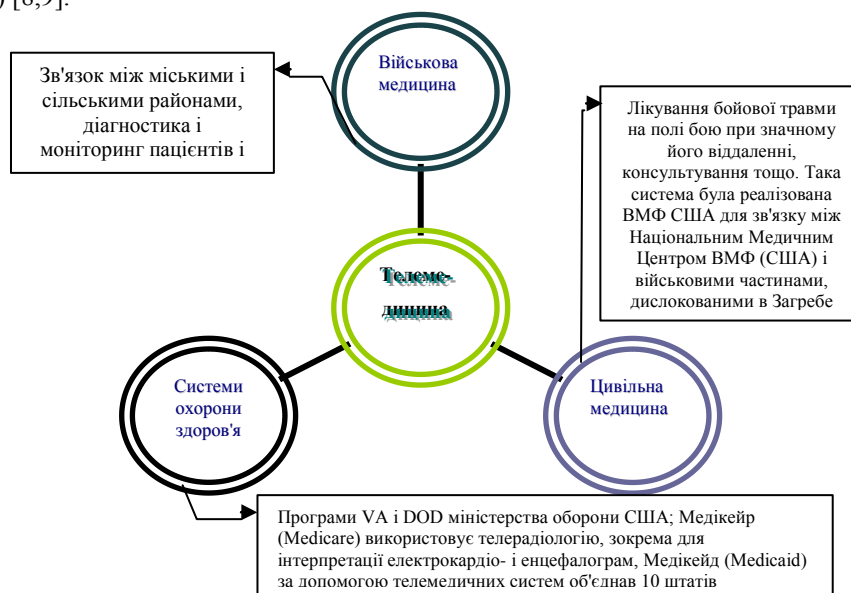 ) [8,9].
Військова
медицина
Зв'язок між міськими і
сільськими районами,
діагностика і
моніторинг пацієнтів і
Лікування бойової травми
на полі бою при значному
його віддаленні,
консультування тощо. Така
система була реалізована
ВМФ США для зв'язку між
Національним Медичним
Центром ВМФ (США) і
військовими частинами,
дислокованими в Загребе
Телеме-
дицина
Системи
охорони
здоров'я
Цивільна
медицина
Програми VA і DOD міністерства оборони США; Медікейр
(Medicare) використовує телерадіологію, зокрема для
інтерпретації електрокардіо- і енцефалограм, Медікейд (Medicaid)
за допомогою телемедичних систем об'єднав 10 штатів